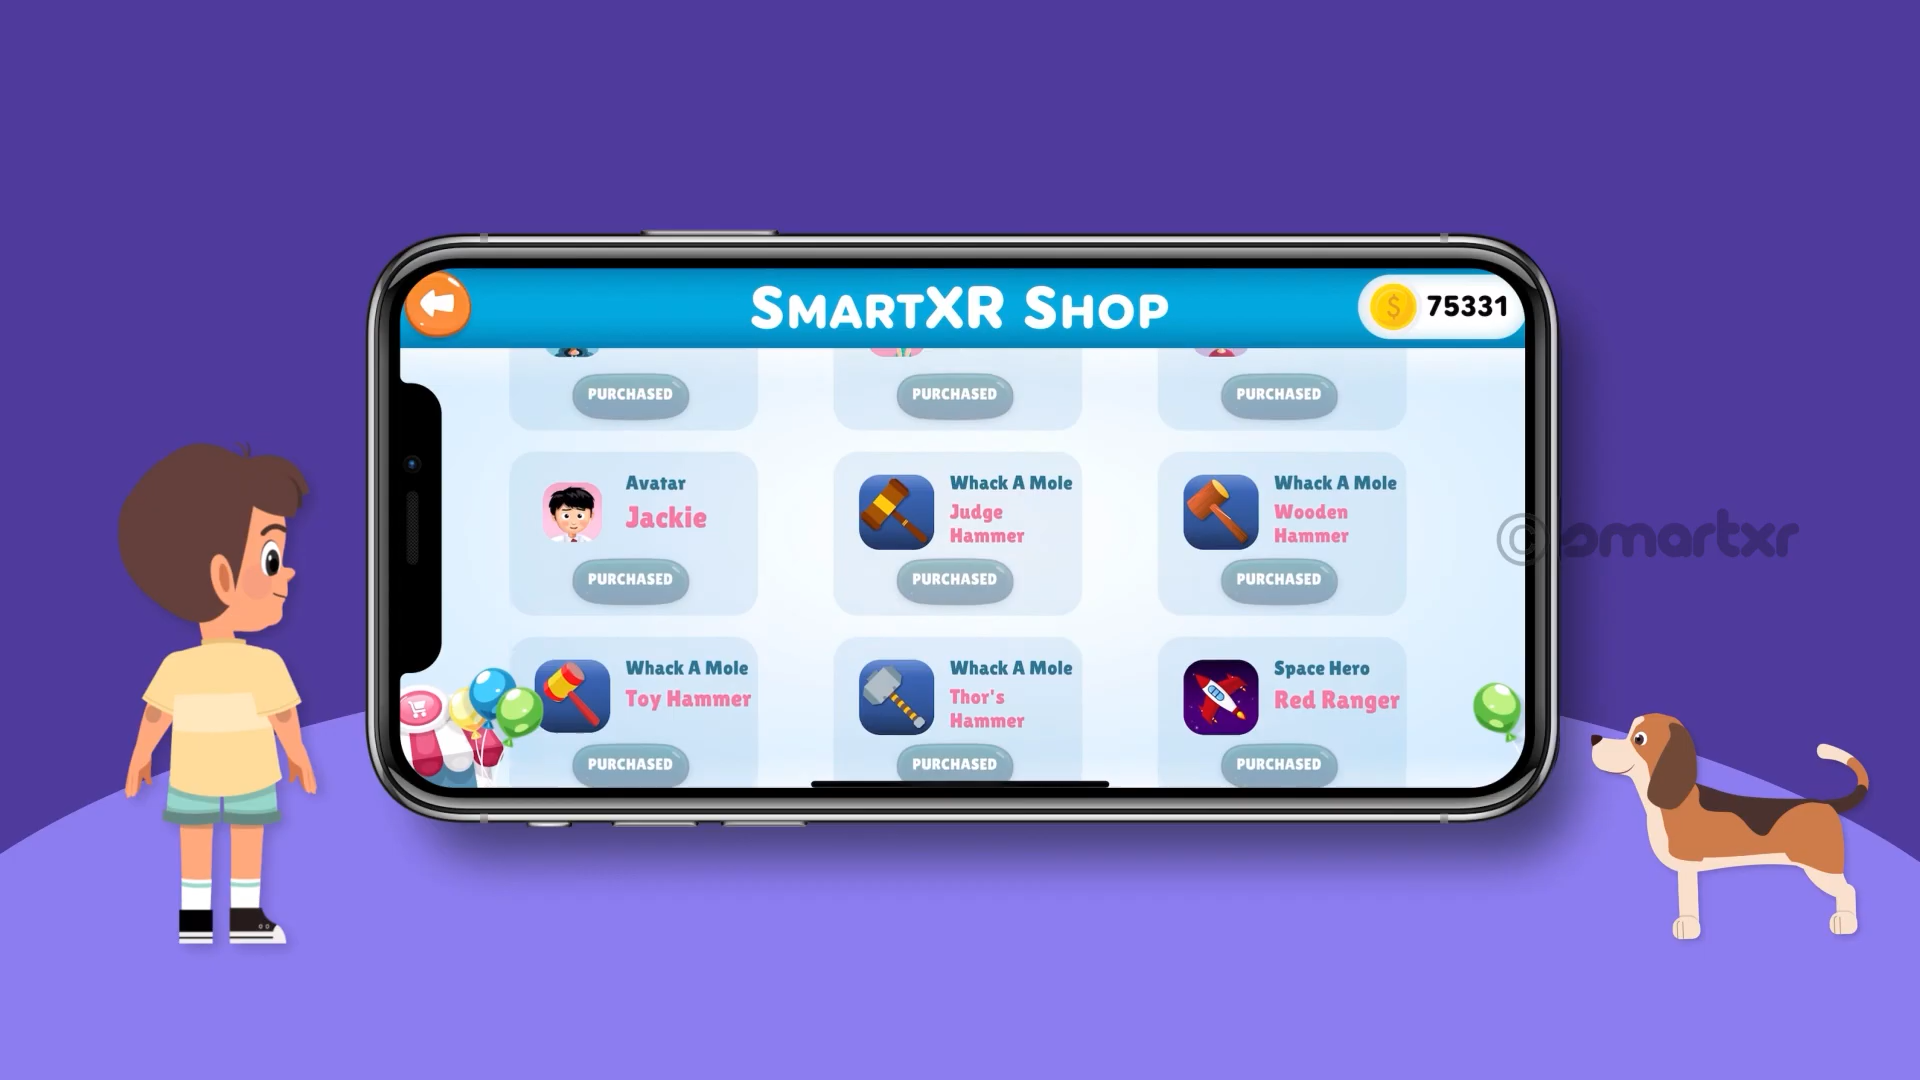 SMARTXR SHOP
$ 75331
PURCHASED PURCHASED PURCHASED
Avatar
Jackie
PURCHASED
Whack A Mole
Judge
Hammer
PURCHASED
Whack A Mole
Wooden
Hammer
PURCHASED
© smartxr
Whack A Mole
Toy Hammer
PURCHASED
Whack A Mole
Thor's
Hammer
PURCHASED
Space Hero
Red Ranger
PURCHASED